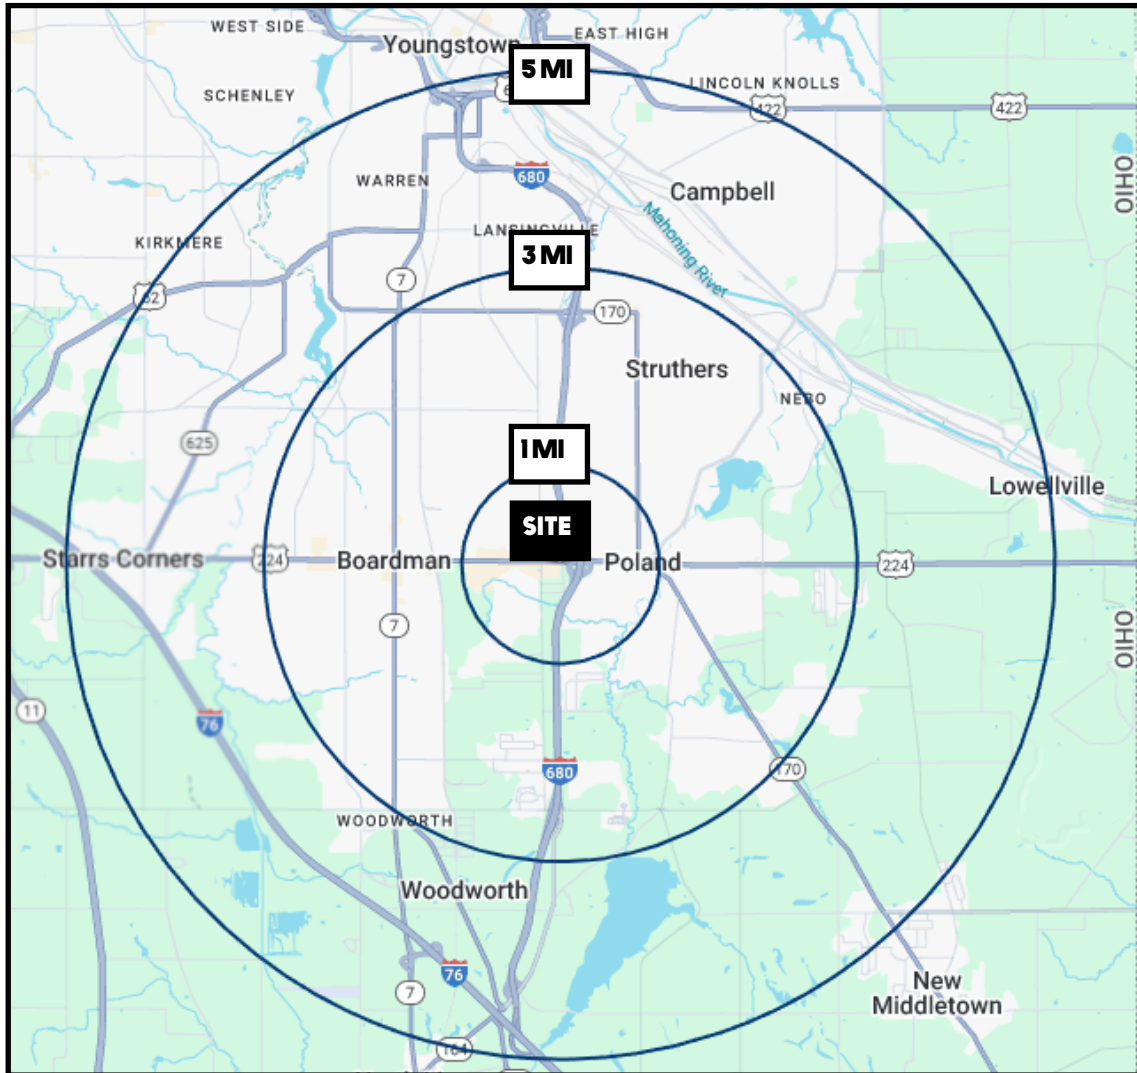 WEST SIDE
EAST HIGH
Youngstown
5 MI
LINCOLN KNOLLS
SCHENLEY
422
422
OHIO
WARREN
680
Campbell
LANSINGVILLE
Mahoning River
KIRKMERE
3 MI
7
62
170
Struthers
NEBO
625
1 MI
Lowellville
SITE
Starrs Corners
224
Boardman
Poland
224
7
OHIO
11
76
680
170
WOODWORTH
Woodworth
76
7
New
Middletown
164